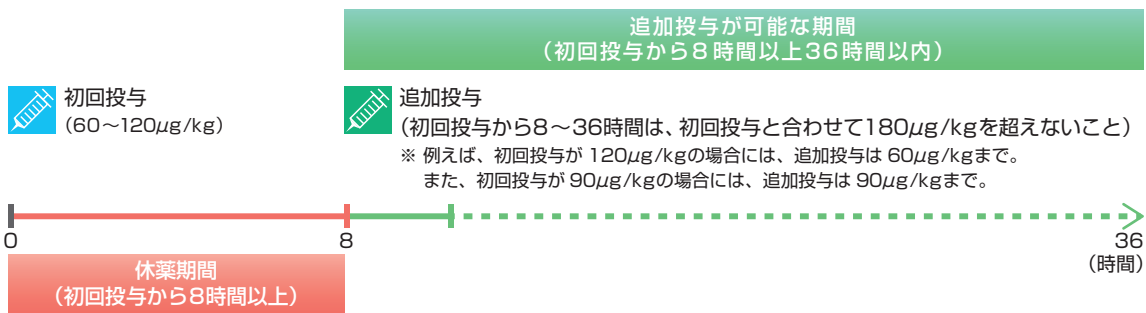 追加投与が可能な期間
（初回投与から8時間以上36時間以内）
初回投与
（60〜120μg/kg）
追加投与
（初回投与から8〜36時間は、初回投与と合わせて180μg/kgを超えないこと）
※ 例えば、初回投与が 120μg/kgの場合には、追加投与は 60μg/kgまで。
また、初回投与が 90μg/kgの場合には、追加投与は 90μg/kgまで。
0 8 36
（時間）
休薬期間
（初回投与から8時間以上）